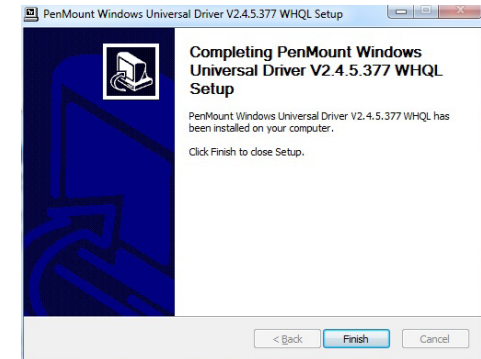 PenMount Windows Universal Driver V2.4.5.377 WHQL Setup
Completing PenMount Windows
Universal Driver V2.4.5.377 WHQL
Setup
PenMount Windows Universal Driver V2.4.5.377 WHQL has
been installed on your computer.
Click Finish to close Setup.
< Back Finish Cancel